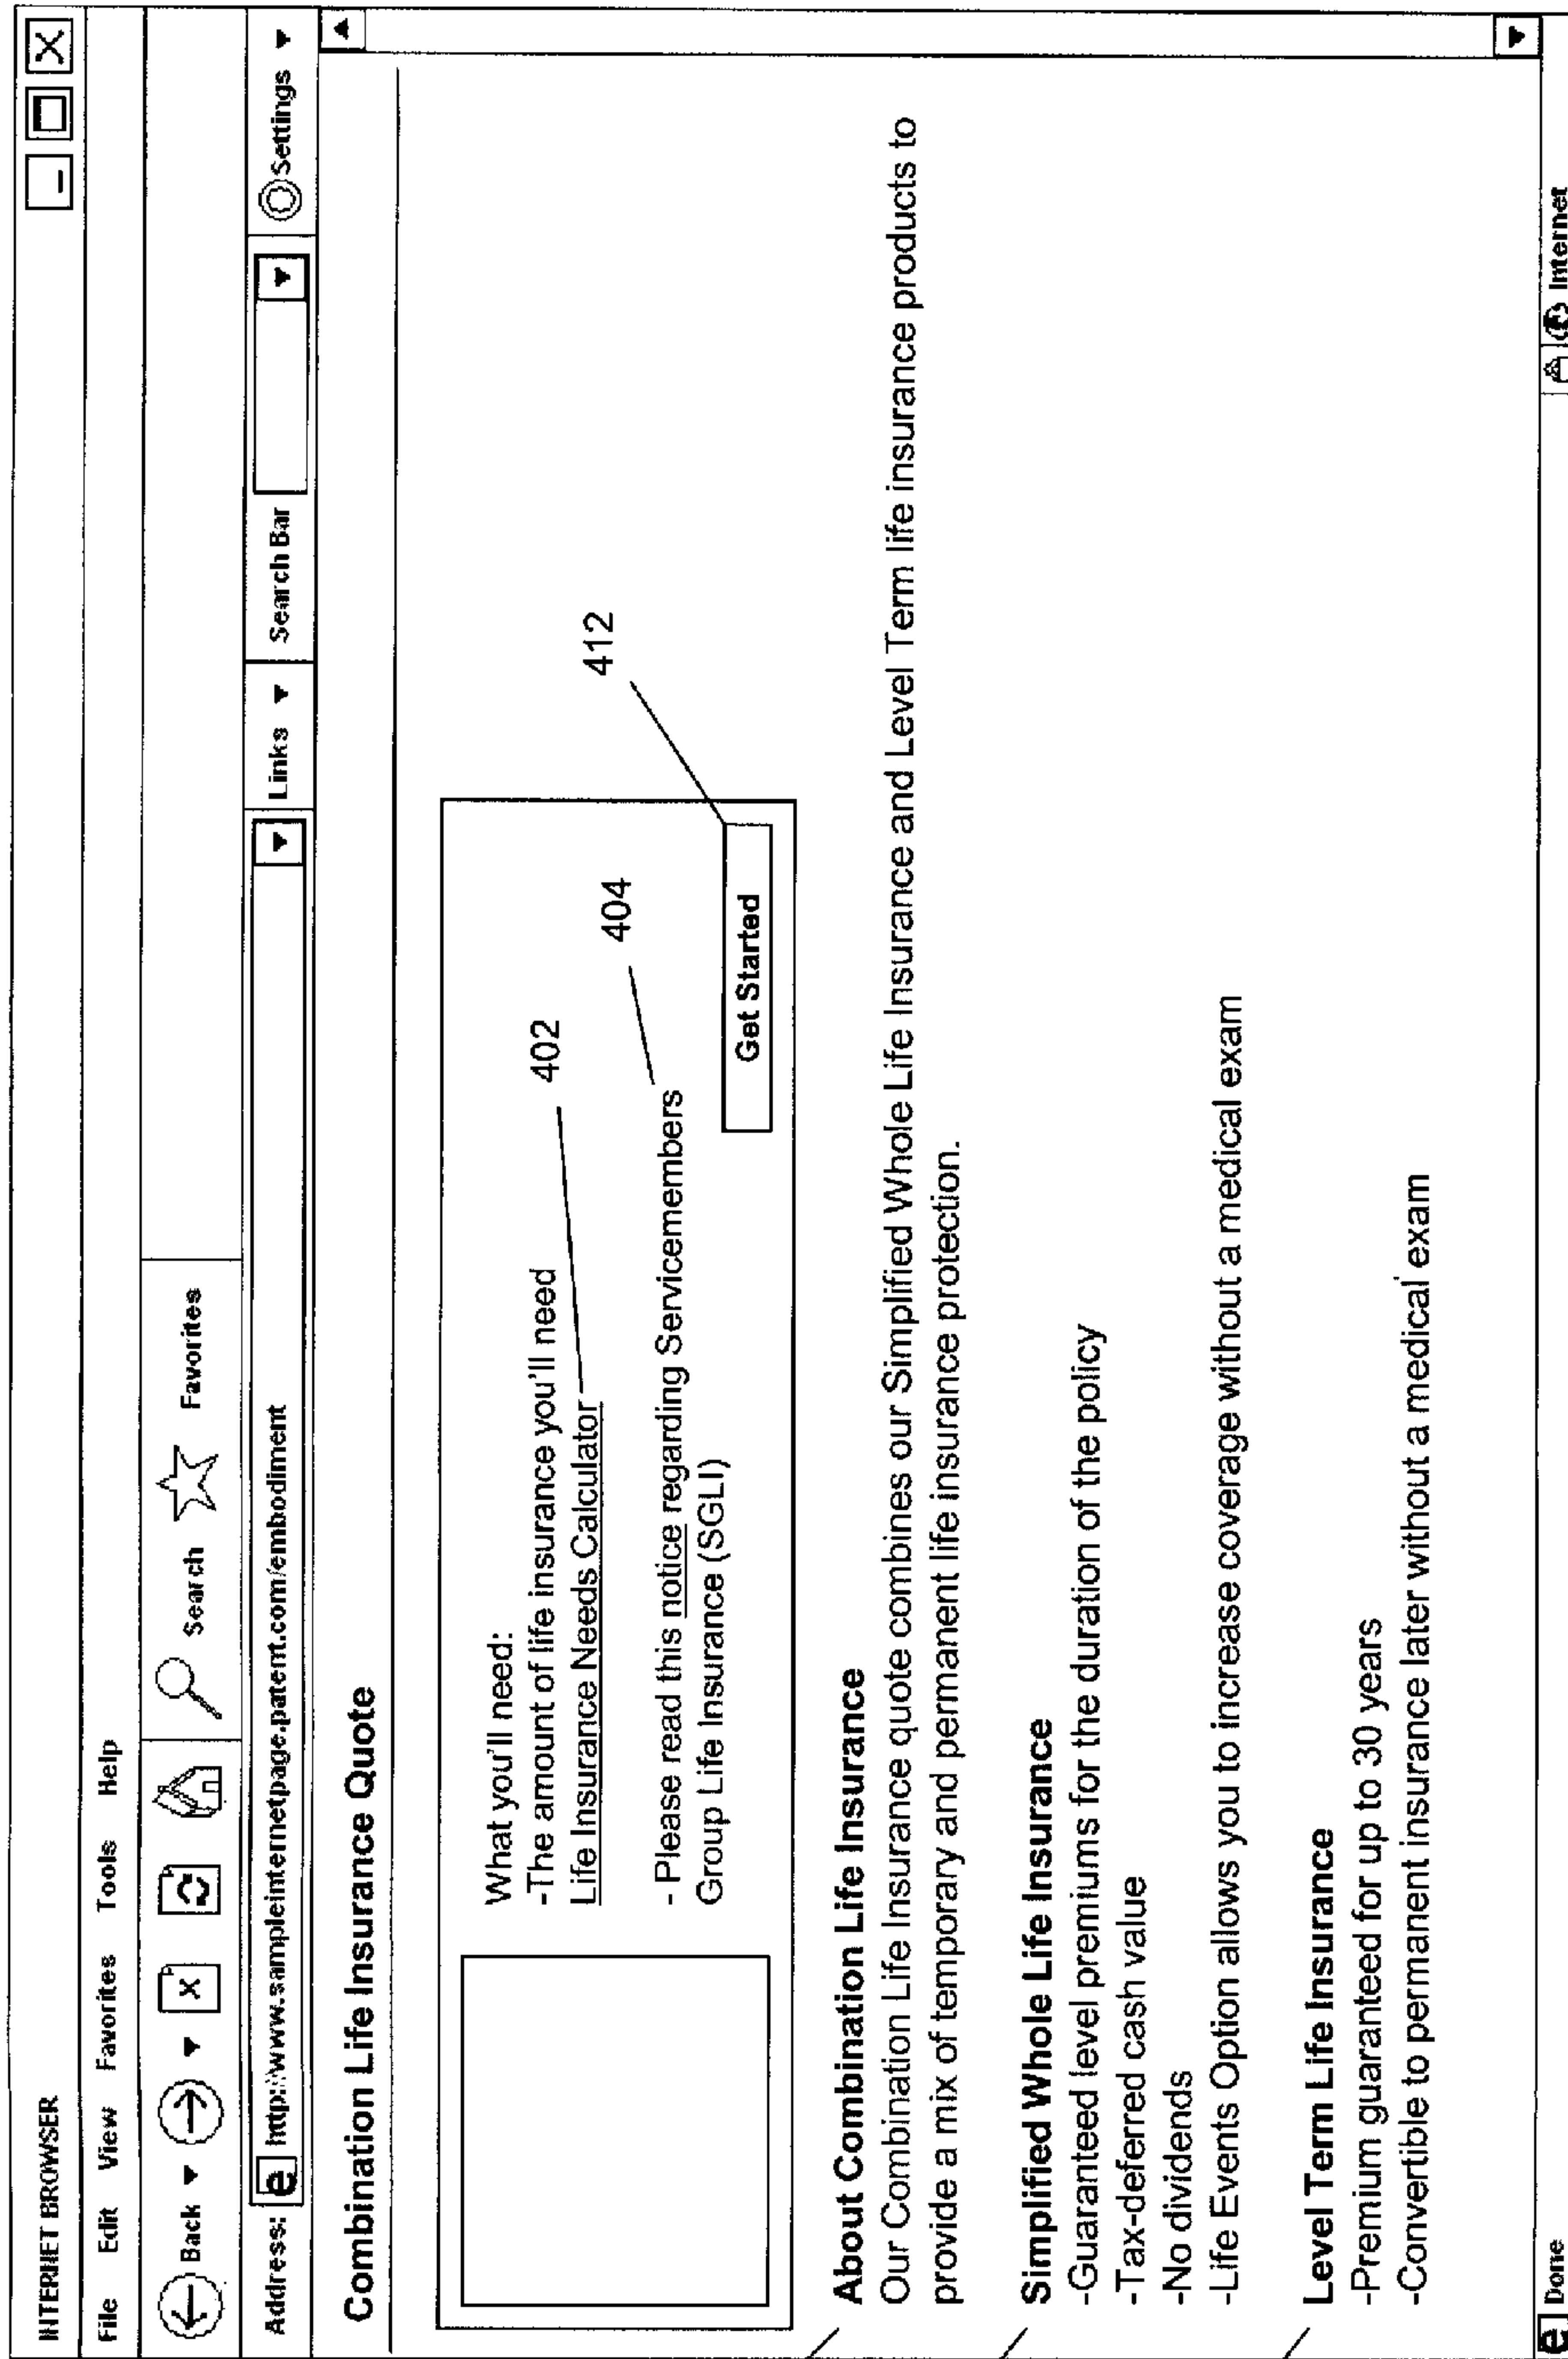 INTERNET BROWSER
File Edit View Favorites Tools Help
Back Search Favorites
Address: e http://www.sampleinternetpage.patent.com/embodiment Links Search Bar Settings
Combination Life Insurance Quote
What you'll need:
-The amount of life insurance you'll need
Life Insurance Needs Calculator
402
- Please read this notice regarding Servicemembers
Group Life Insurance (SGLI)
404
Get Started
412
About Combination Life Insurance
Our Combination Life Insurance quote combines our Simplified Whole Life Insurance and Level Term life insurance products to
provide a mix of temporary and permanent life insurance protection.
Simplified Whole Life Insurance
-Guaranteed level premiums for the duration of the policy
-Tax-deferred cash value
-No dividends
-Life Events Option allows you to increase coverage without a medical exam
Level Term Life Insurance
-Premium guaranteed for up to 30 years
-Convertible to permanent insurance later without a medical exam
e Done Internet